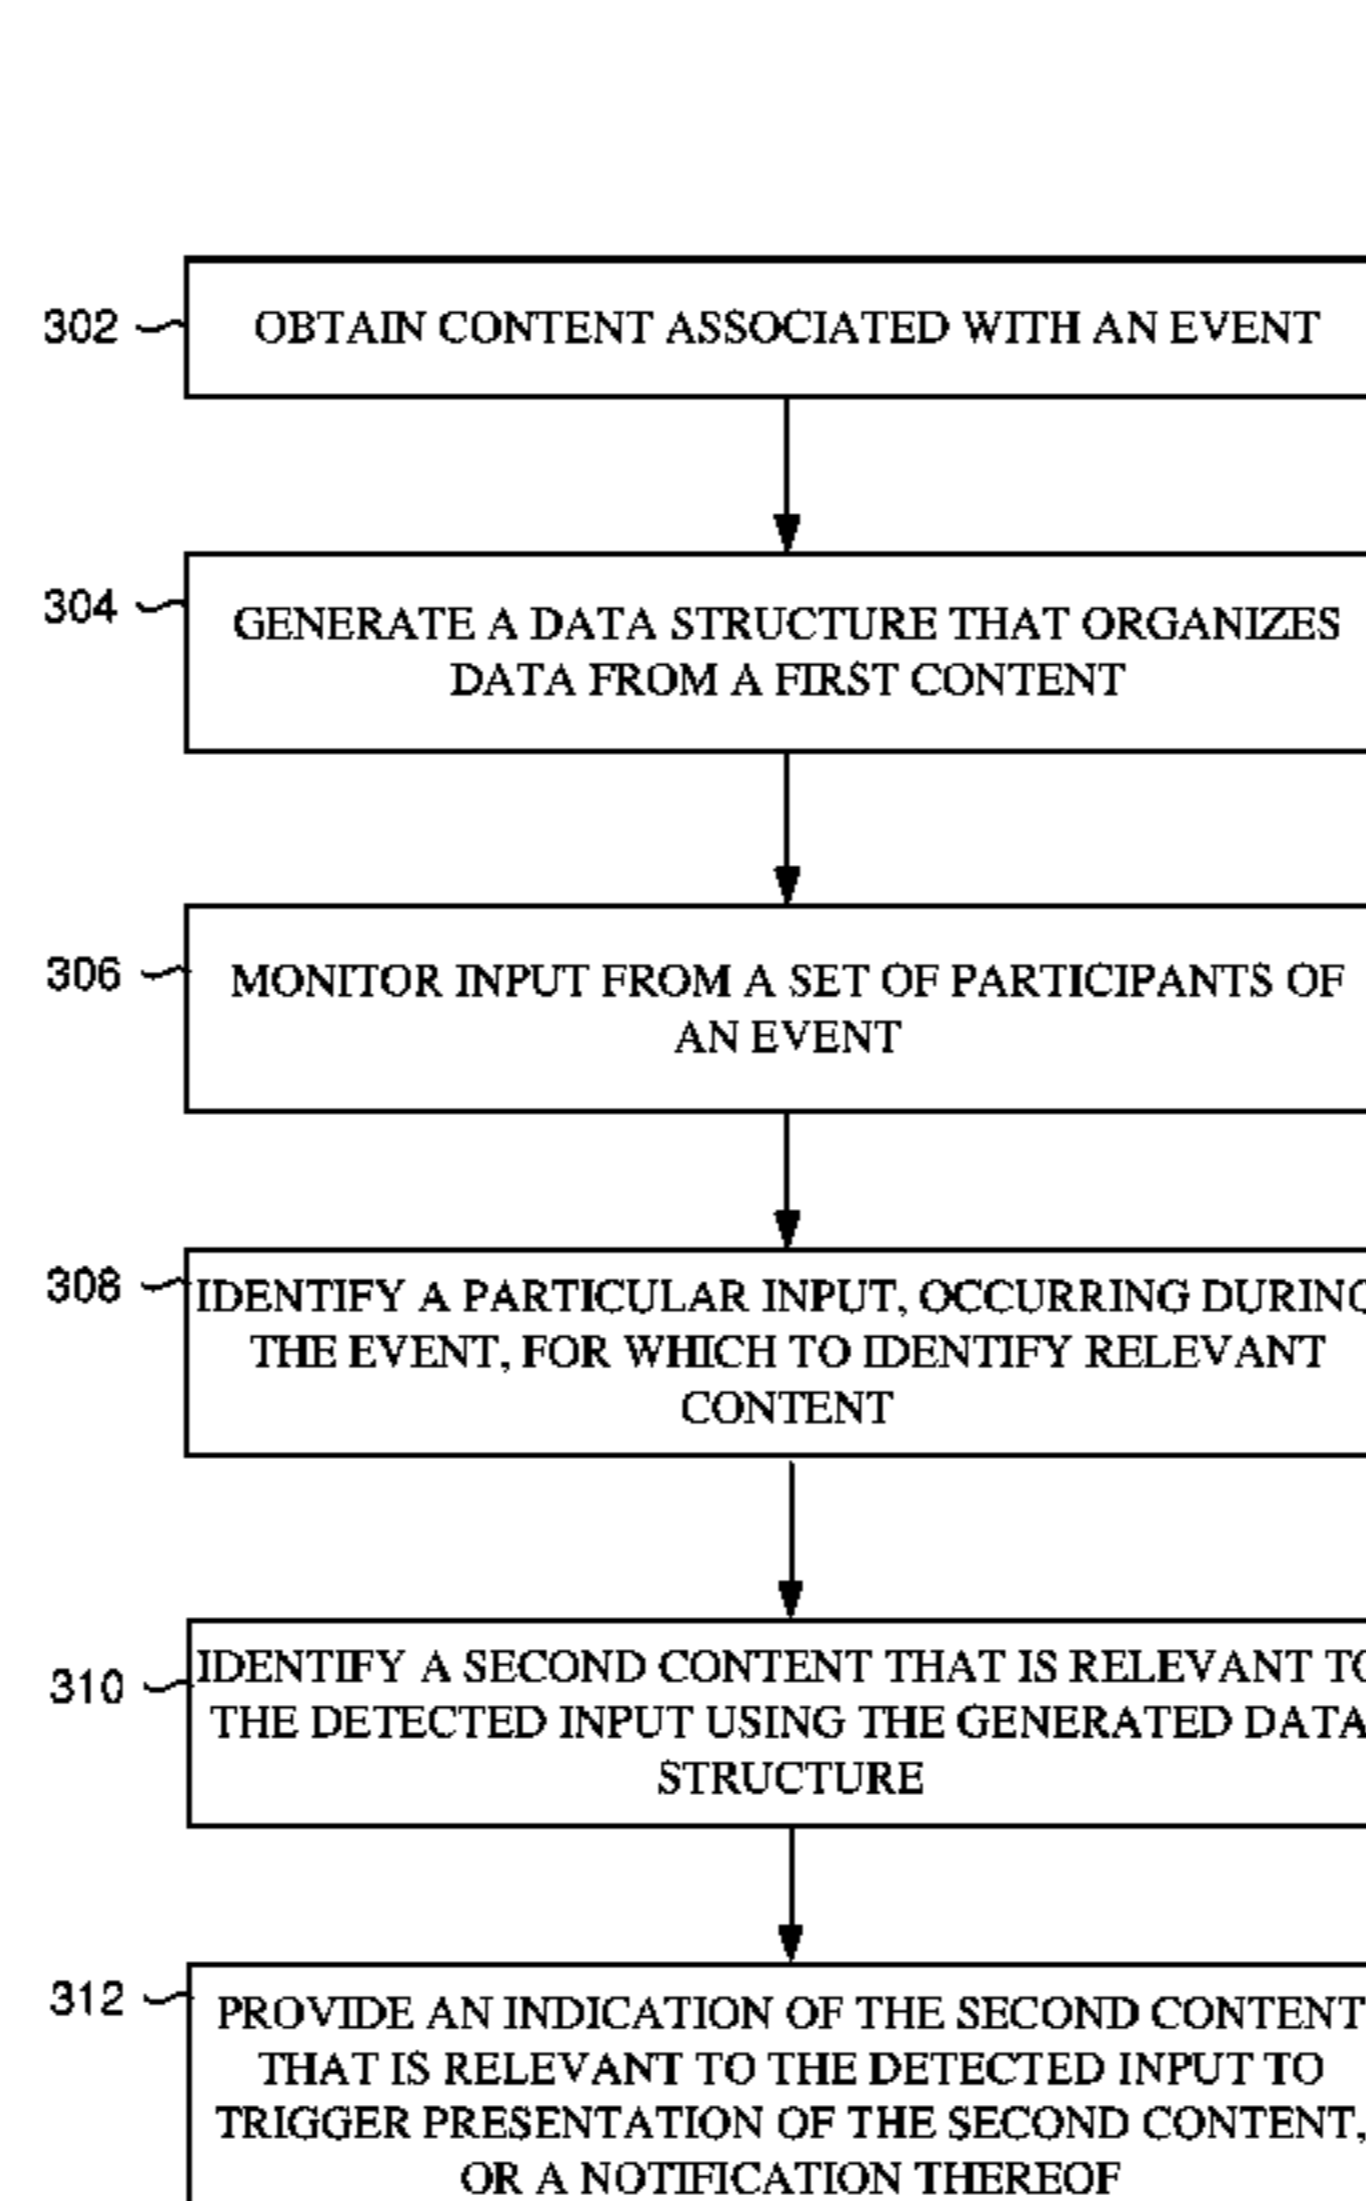 302
OBTAIN CONTENT ASSOCIATED WITH AN EVENT
304
GENERATE A DATA STRUCTURE THAT ORGANIZES
DATA FROM A FIRST CONTENT
306
MONITOR INPUT FROM A SET OF PARTICIPANTS OF
AN EVENT
308
IDENTIFY A PARTICULAR INPUT, OCCURRING DURING
THE EVENT, FOR WHICH TO IDENTIFY RELEVANT
CONTENT
310
IDENTIFY A SECOND CONTENT THAT IS RELEVANT TO
THE DETECTED INPUT USING THE GENERATED DATA
STRUCTURE
312
PROVIDE AN INDICATION OF THE SECOND CONTENT
THAT IS RELEVANT TO THE DETECTED INPUT TO
TRIGGER PRESENTATION OF THE SECOND CONTENT,
OR A NOTIFICATION THEREOF